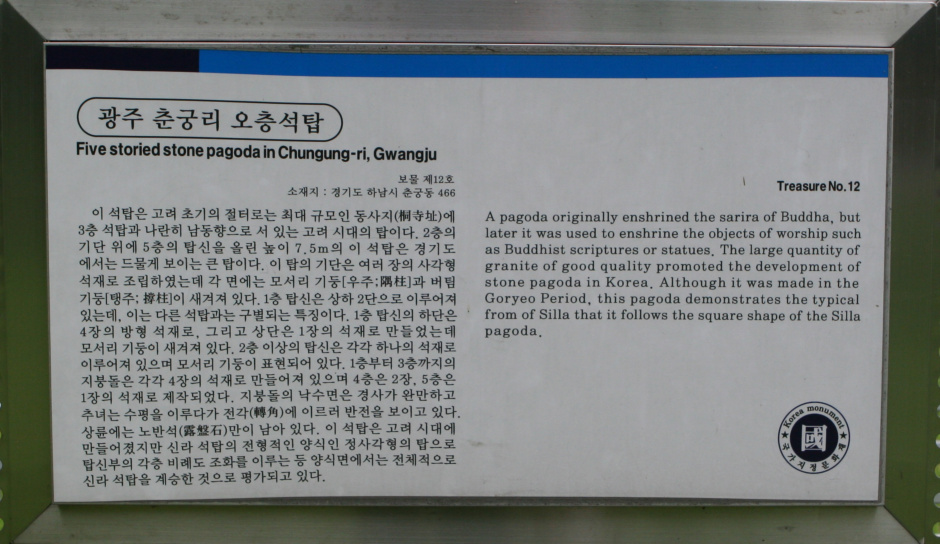 광주 춘궁리 오층석탑
Five storied stone pagoda in Chungung-ri, Gwangju
보물 제12호
소재지 : 경기도 하남시 춘궁동 466
이 석탑은 고려 초기의 절터로는 최대 규모인 동사지(桐寺址)에
3층 석탑과 나란히 남동향으로 서 있는 고려 시대의 탑이다. 2층의
기단 위에 5층의 탑신을 올린 높이 7.5m의 이 석탑은 경기도
에서는 드물게 보이는 큰 탑이다. 이 탑의 기단은 여러 장의 사각형
석재로 조립하였는데 각 면에는 모서리 기둥[우주;隅柱]과 버팀
기둥[탱주; 撑柱]이 새겨져 있다. 1층 탑신은 상하 2단으로 이루어져
있는데, 이는 다른 석탑과는 구별되는 특징이다. 1층 탑신의 하단은
4장의 방형 석재로, 그리고 상단은 1장의 석재로 만들었는데
모서리 기둥이 새겨져 있다. 2층 이상의 탑신은 각각 하나의 석재로
이루어져 있으며 모서리 기둥이 표현되어 있다. 1층부터 3층까지의
지붕돌은 각각 4장의 석재로 만들어져 있으며 4층은 2장, 5층은
1장의 석재로 제작되었다. 지붕돌의 낙수면은 경사가 완만하고
추녀는 수평을 이루다가 전각(轉角)에 이르러 반전을 보이고 있다.
상륜에는 노반석(露盤石)만이 남아 있다. 이 석탑은 고려 시대에
만들어졌지만 신라 석탑의 전형적인 양식인 정사각형의 탑으로
탑신부의 각층 비례도 조화를 이루는 등 양식면에서는 전체적으로
신라 석탑을 계승한 것으로 평가되고 있다.
Treasure No. 12
A pagoda originally enshrined the sarira of Buddha, but
later it was used to enshrine the objects of worship such
as Buddhist scriptures or statues. The large quantity of
granite of good quality promoted the development of
stone pagoda in Korea. Although it was made in the
Goryeo Period, this pagoda demonstrates the typical
from of Silla that it follows the square shape of the Silla
pagoda.
Korea monument
국가지정문화재